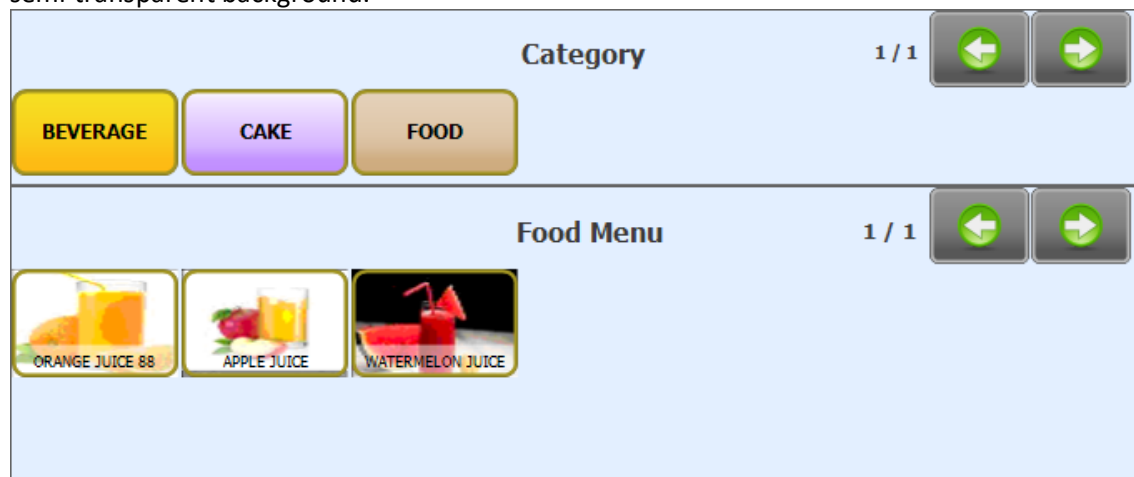 semi-transparent background.
Category 1 / 1
BEVERAGE CAKE FOOD
Food Menu 1 / 1
ORANGE JUICE 88 APPLE JUICE WATERMELON JUICE